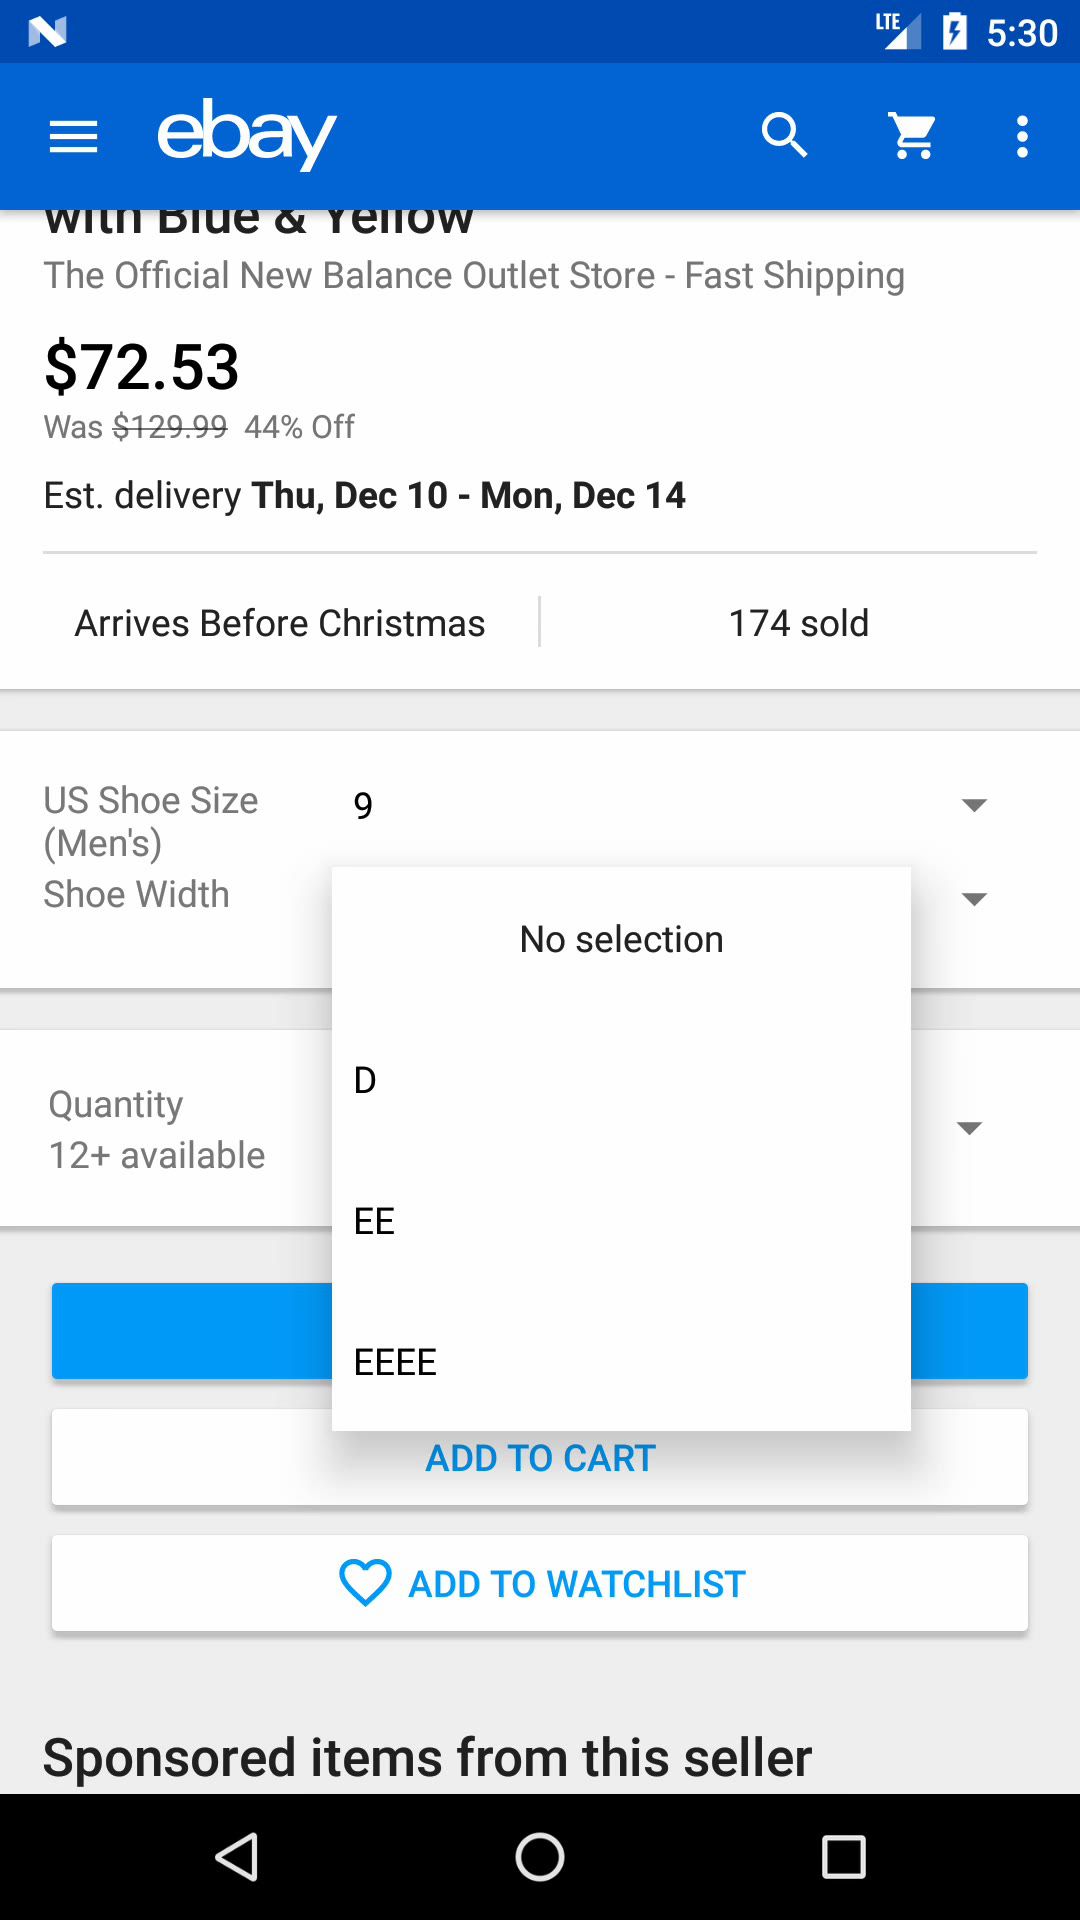 LTE 5:30
ebay
with Blue & Yellow
The Official New Balance Outlet Store - Fast Shipping
$72.53
Was $129.99 44% Off
Est. delivery Thu, Dec 10 - Mon, Dec 14
Arrives Before Christmas
174 sold
US Shoe Size (Men's)
9
Shoe Width
No selection
D
EE
EEEE
Quantity
12+ available
ADD TO CART
ADD TO WATCHLIST
Sponsored items from this seller